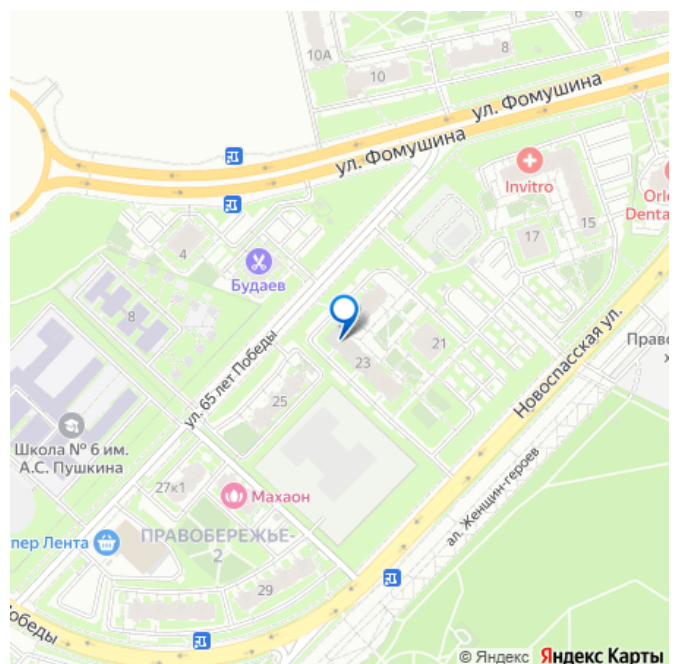 10А
10
8
ул. Фомушина
ул. Фомушина
Invitro
Orle
Denta
15
17
4
Будаев
8
ул. 65 лет Победы
21
23
25
Новоспасская ул.
Право
х
Школа № 6 им.
А.С. Пушкина
27к1
Махаон
ал. Женщин-героев
пер Лента
ПРАВОБЕРЕЖЬЕ-
2
29
Победы
© Яндекс Яндекс Карты